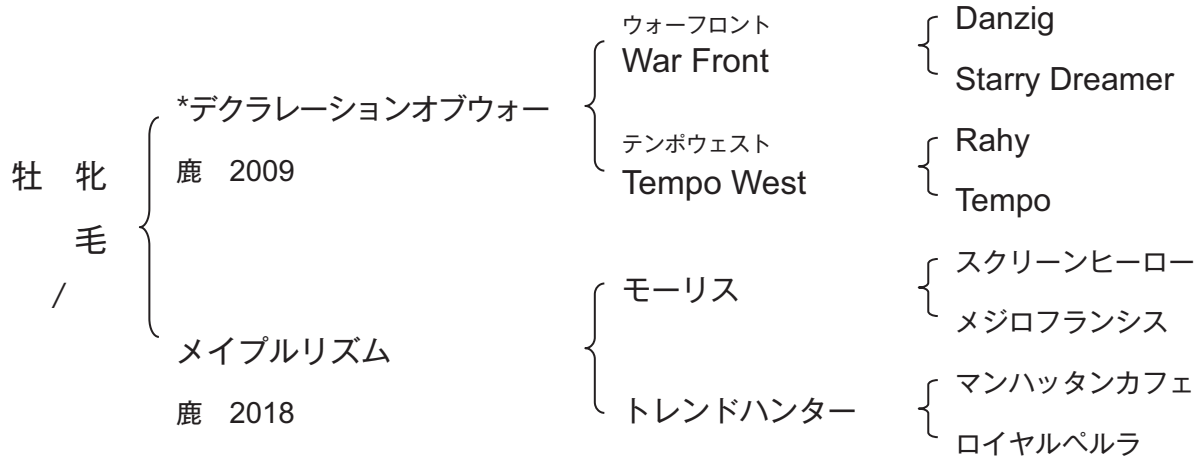 牡 牝
毛
/
*デクラレーションオブウォー
鹿 2009
ウォーフロント
War Front
Danzig
Starry Dreamer
テンポウェスト
Tempo West
Rahy
Tempo
メイプルリズム
鹿 2018
モーリス
スクリーンヒーロー
メジロフランシス
トレンドハンター
マンハッタンカフェ
ロイヤルペルラ